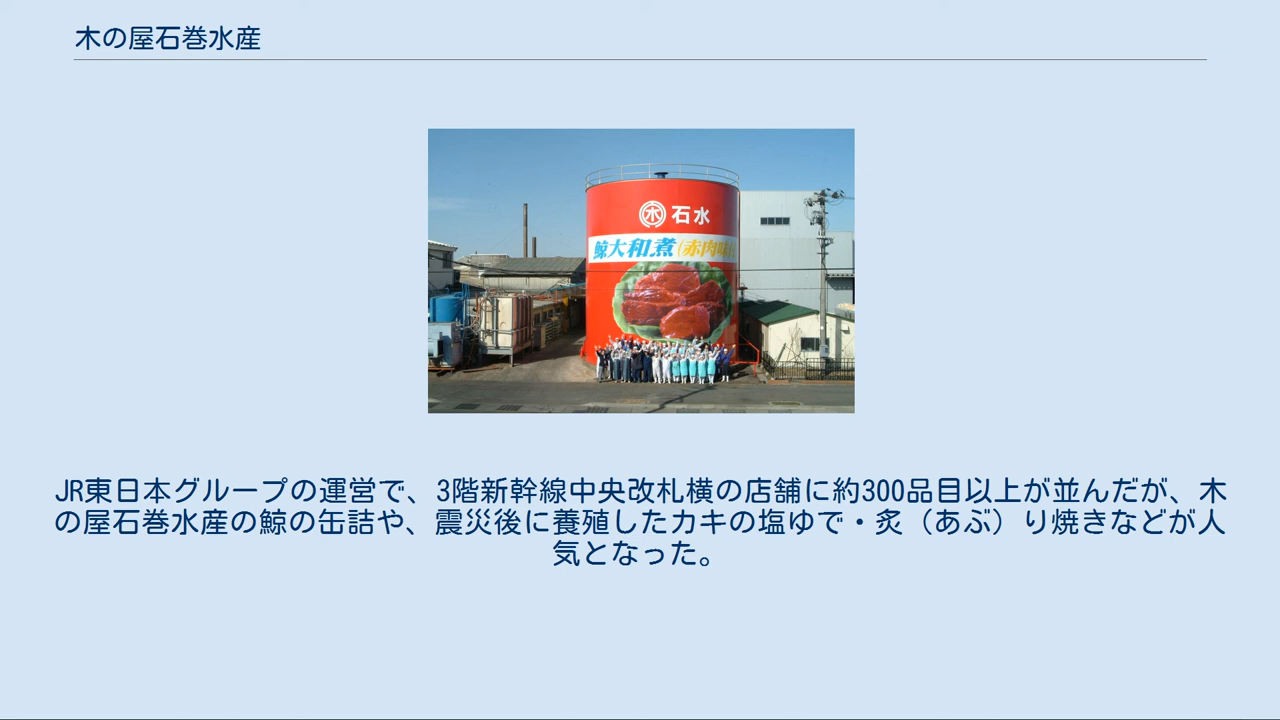 木の屋石巻水産
木 石水
鯨大和煮(赤肉味付
JR東日本グループの運営で、3階新幹線中央改札横の店舗に約300品目以上が並んだが、木
の屋石巻水産の鯨の缶詰や、震災後に養殖したカキの塩ゆで・炙（あぶ）り焼きなどが人
気となった。